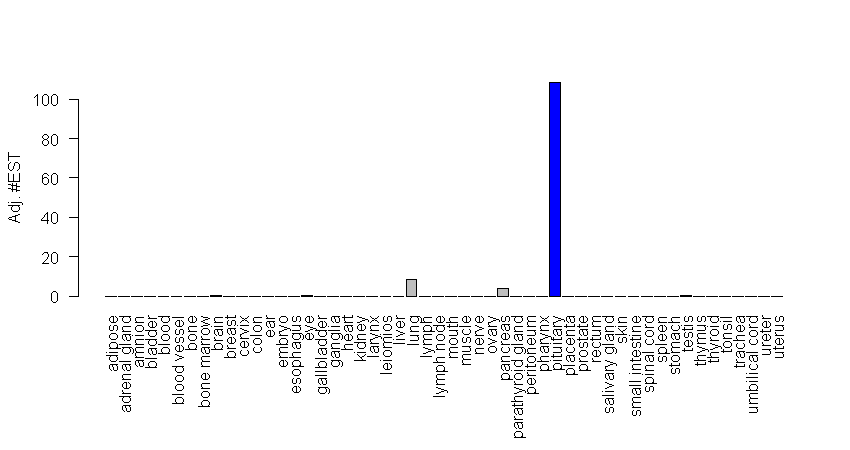 Adj. #EST
100
80
60
40
20
0
adipose
adrenal gland
amnion
bladder
blood
blood vessel
bone
bone marrow
brain
breast
cervix
colon
ear
embryo
esophagus
eye
gallbladder
ganglia
heart
kidney
larynx
leiomios
liver
lung
lymph
lymph node
mouth
muscle
nerve
ovary
pancreas
parathyroid gland
peritoneum
pharynx
pituitary
placenta
prostate
rectum
salivary gland
skin
small intestine
spinal cord
spleen
stomach
testis
thymus
thyroid
tonsil
trachea
umbilical cord
ureter
uterus